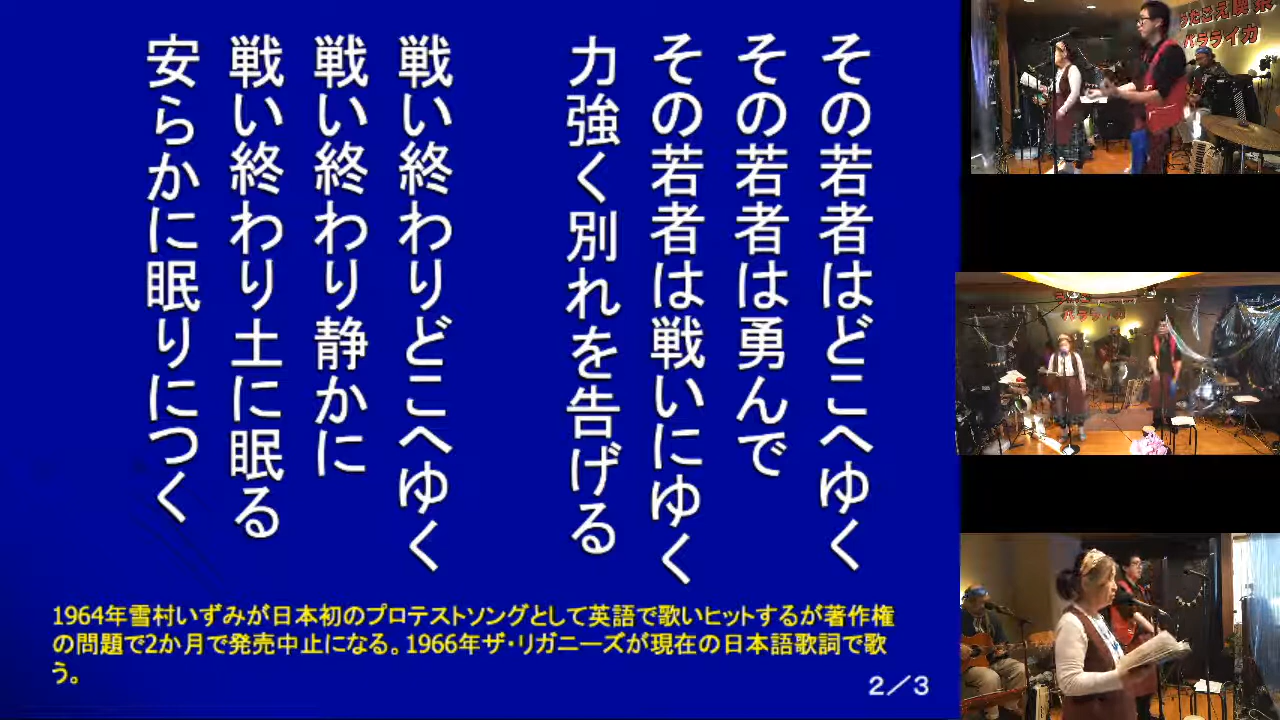 その若者はどこへゆく
その若者は勇んで
その若者は戦いにゆく
力強く別れを告げる
戦い終わりどこへゆく
戦い終わり静かに
戦い終わり土に眠る
安らかに眠りにつく
1964年雪村いずみが日本初のプロテストソングとして英語で歌いヒットするが著作権
の問題で2か月で発売中止になる。1966年ザ・リガニーズが現在の日本語歌詞で歌
う。
2／3
バラライカ